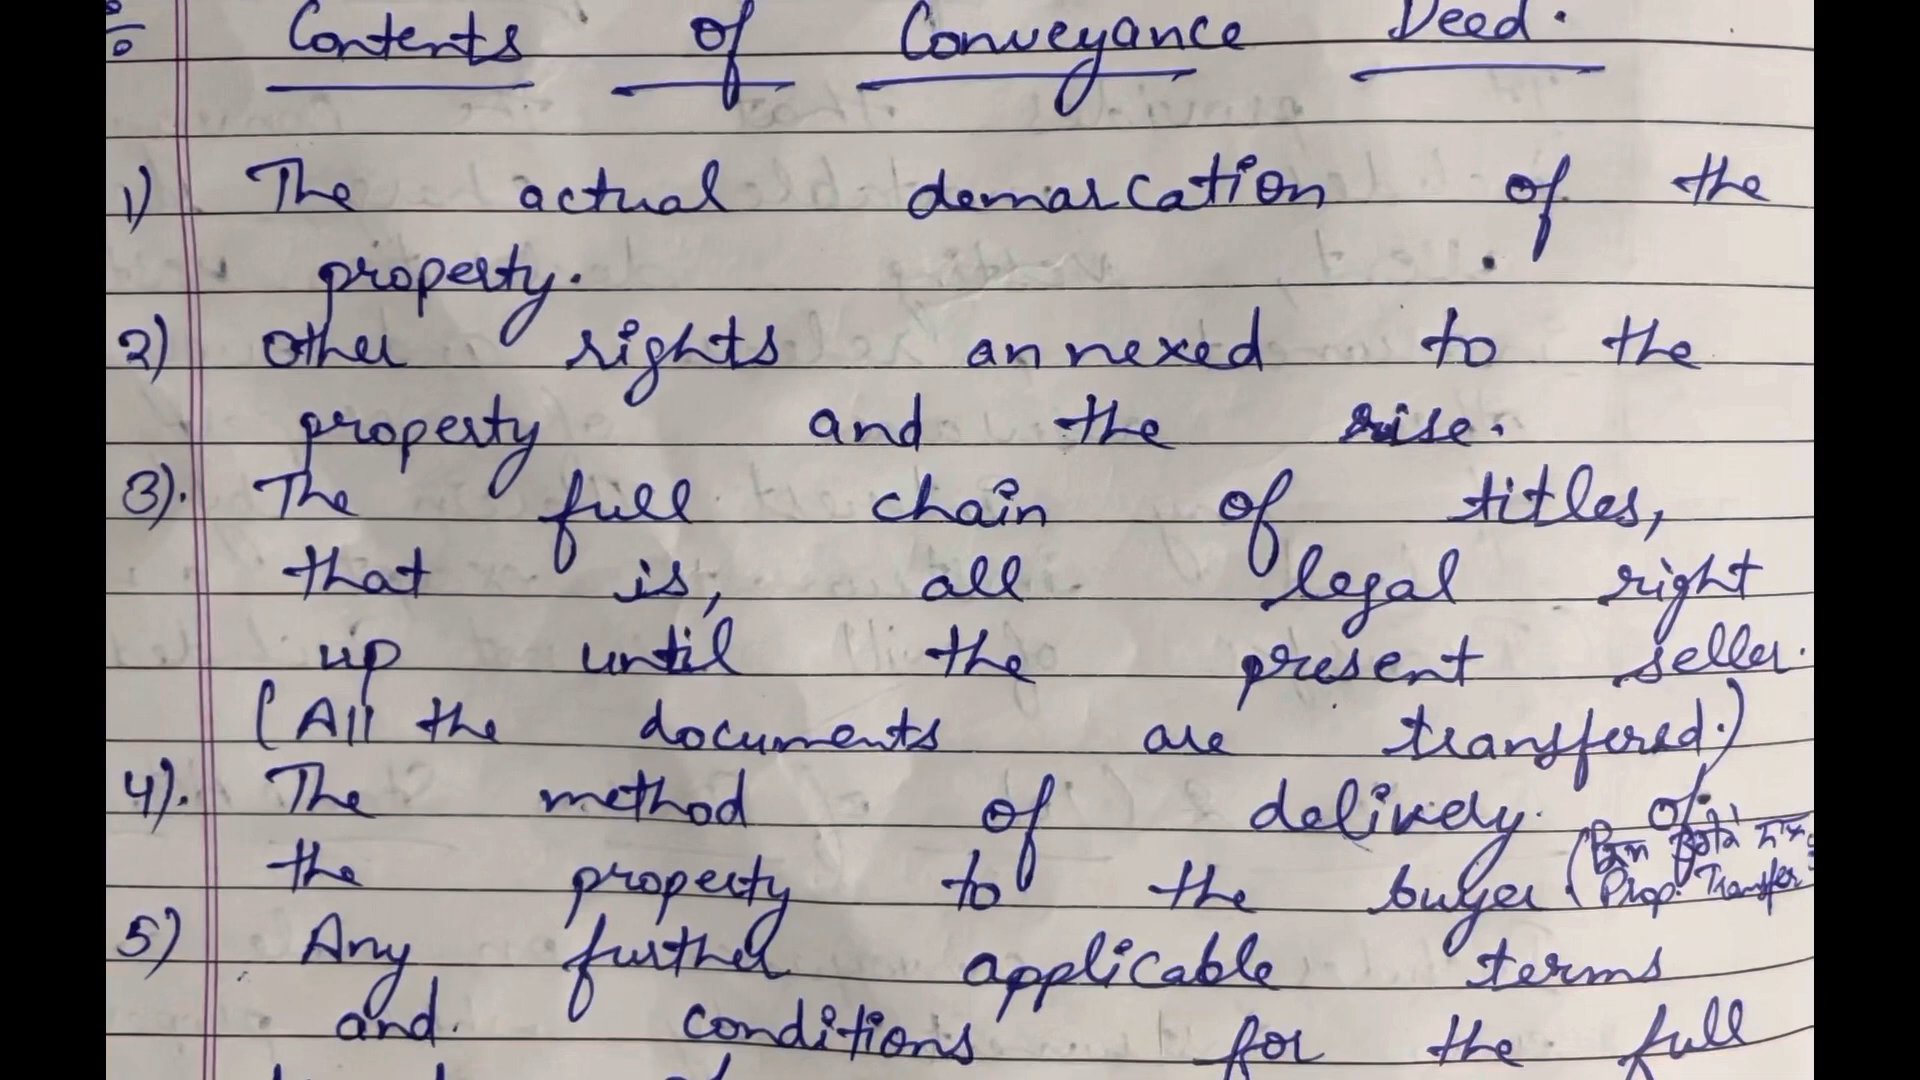 Contents of Conveyance Deed.
1) The actual demarcation of the
property.
2) other rights annexed to the
property and the rise.
3). The full chain of titles,
that is, all legal right
up until the present seller.
(All the documents are transfered.)
4). The method of delivery of
the property to the buyer. (
Prop. Transfer
5) Any further applicable terms
and conditions for the full